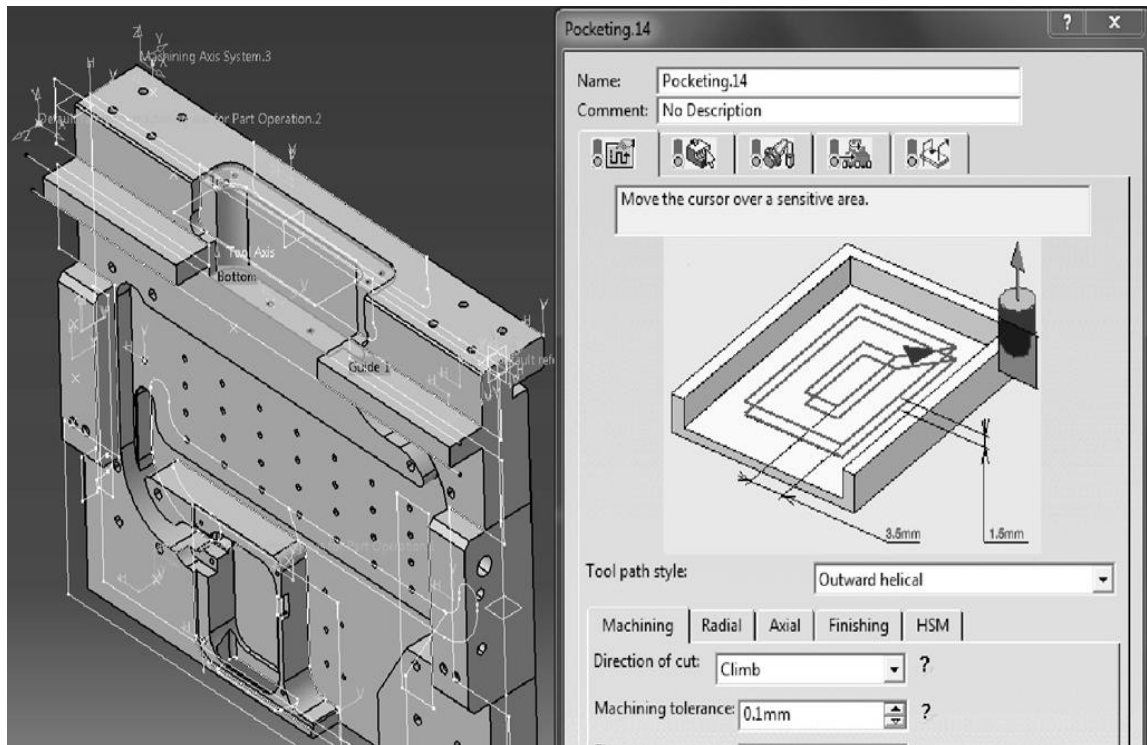 Pocketing.14
? X
Name: Pocketing.14
Comment: No Description
Move the cursor over a sensitive area.
3.5mm
1.5mm
Tool path style: Outward helical
Machining Radial Axial Finishing HSM
Direction of cut: Climb ?
Machining tolerance: 0.1mm ?
Machining Axis System.3
for Part Operation.2
Tool Axis
Bottom
Guide 1